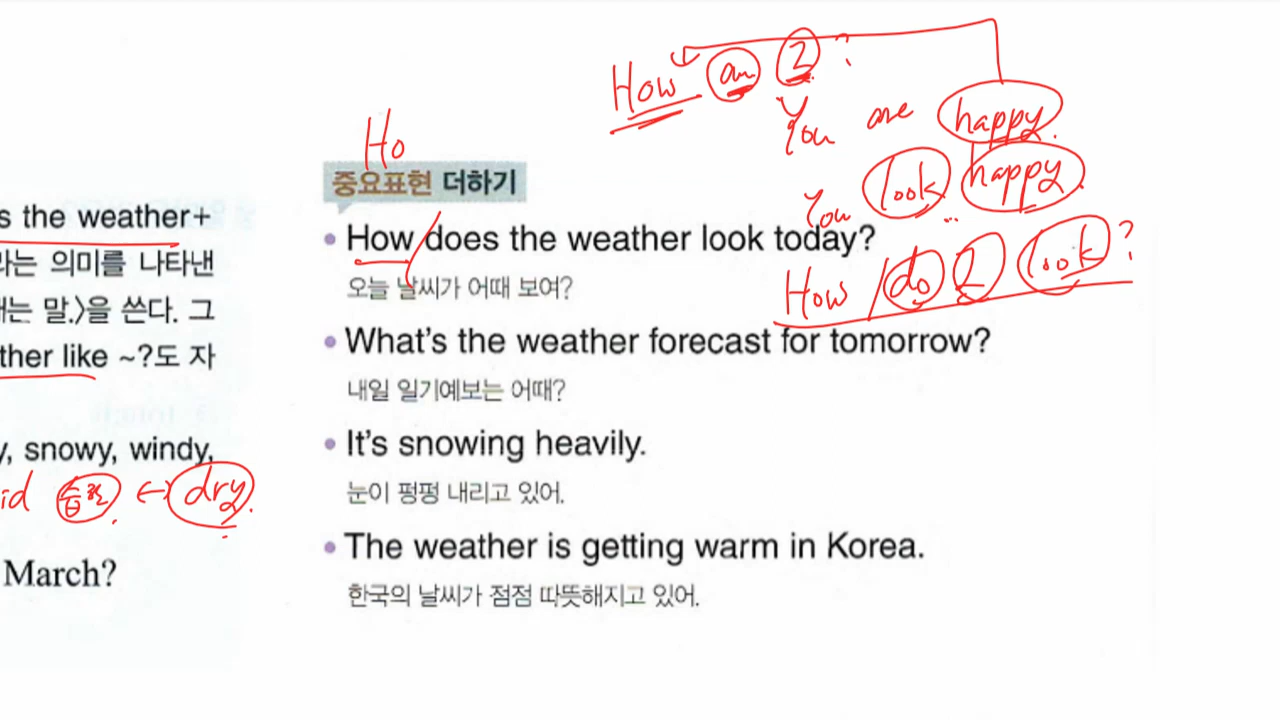 How am I ?
You are happy.
Ho
중요표현 더하기
You look happy.
s the weather+
• How does the weather look today?
How do I look ?
라는 의미를 나타낸
오늘 날씨가 어때 보여?
는 말.〉을 쓴다. 그
• What's the weather forecast for tomorrow?
ther like ~?도 자
내일 일기예보는 어때?
y, snowy, windy,
• It's snowing heavily.
id 습한 ↔ dry.
눈이 펑펑 내리고 있어.
March?
• The weather is getting warm in Korea.
한국의 날씨가 점점 따뜻해지고 있어.